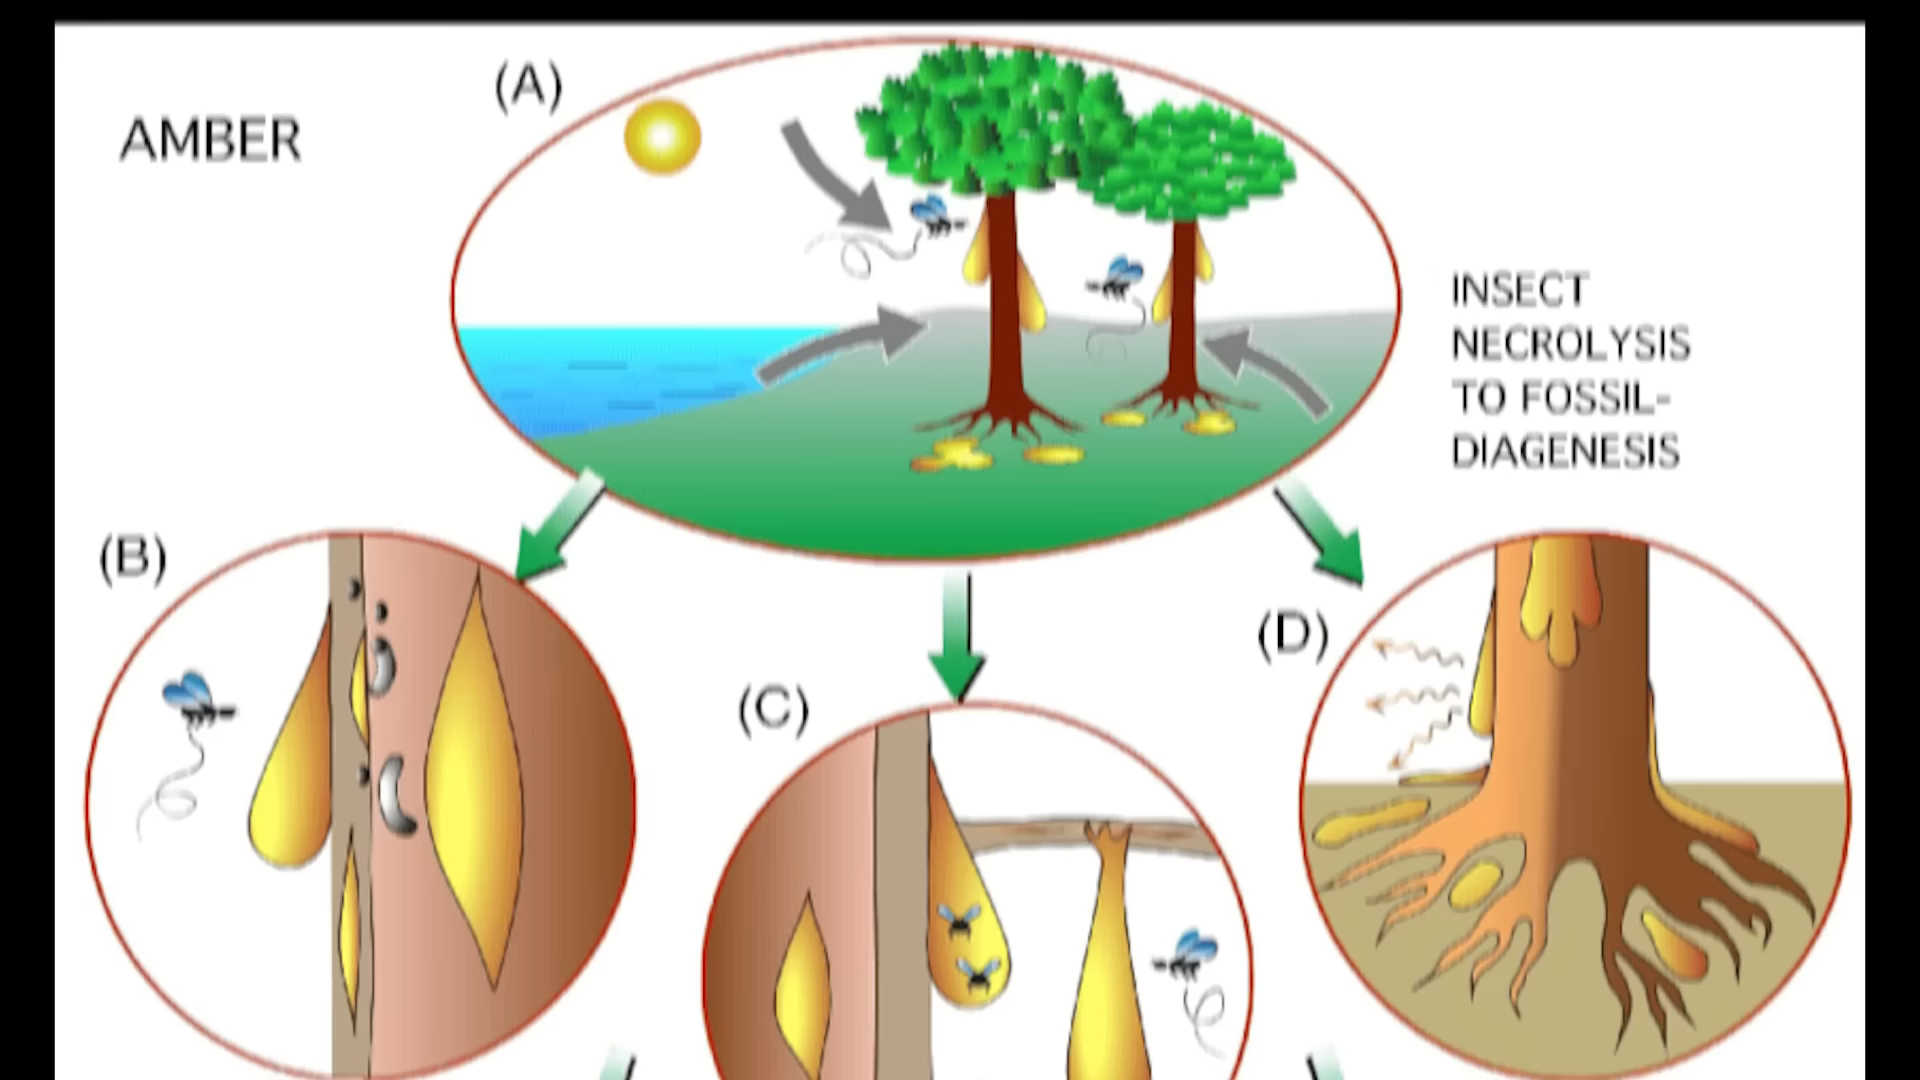 (A)
AMBER
INSECT
NECROLYSIS
TO FOSSIL-
DIAGENESIS
(B)
(D)
(C)